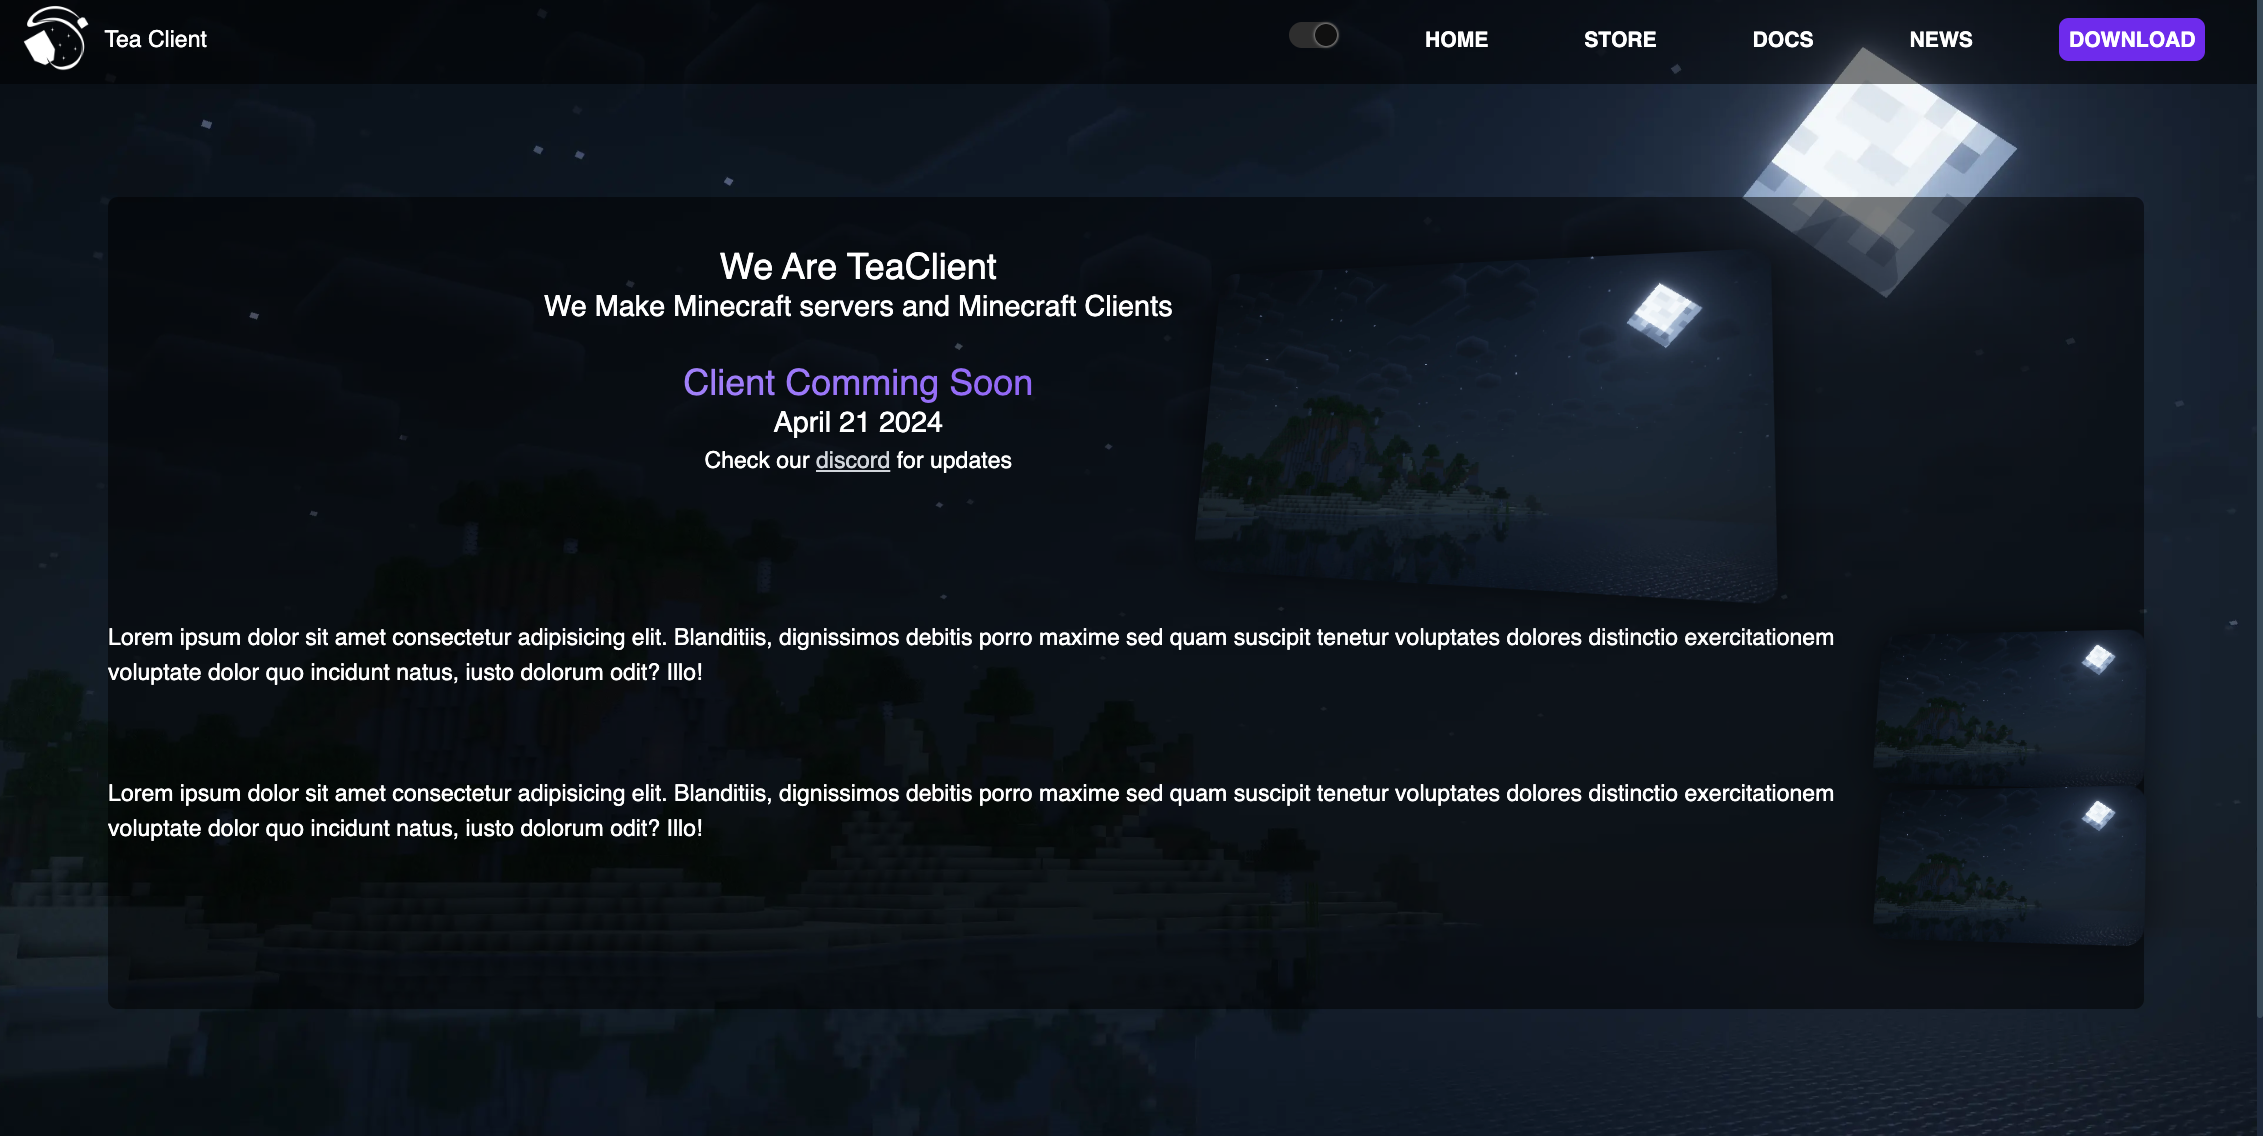 Tea Client
HOME
STORE
DOCS
NEWS
DOWNLOAD
We Are TeaClient
We Make Minecraft servers and Minecraft Clients
Client Comming Soon
April 21 2024
Check our discord for updates
Lorem ipsum dolor sit amet consectetur adipisicing elit. Blanditiis, dignissimos debitis porro maxime sed quam suscipit tenetur voluptates dolores distinctio exercitationem
voluptate dolor quo incidunt natus, iusto dolorum odit? Illo!
Lorem ipsum dolor sit amet consectetur adipisicing elit. Blanditiis, dignissimos debitis porro maxime sed quam suscipit tenetur voluptates dolores distinctio exercitationem
voluptate dolor quo incidunt natus, iusto dolorum odit? Illo!